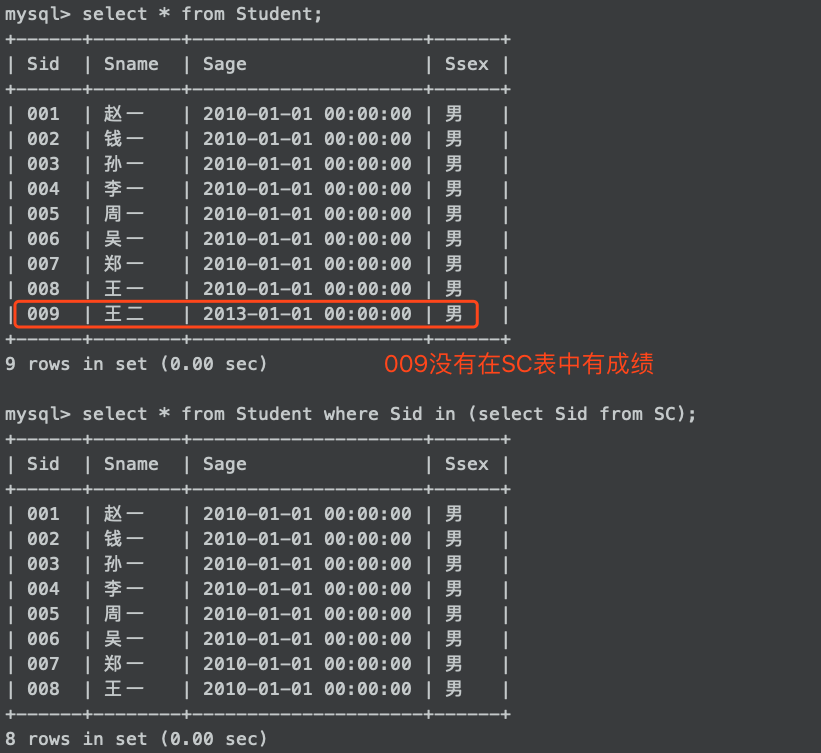 mysql> select * from Student;
+------+--------+---------------------+------+
| Sid  | Sname  | Sage                | Ssex |
+------+--------+---------------------+------+
| 001  | 赵一   | 2010-01-01 00:00:00 | 男   |
| 002  | 钱一   | 2010-01-01 00:00:00 | 男   |
| 003  | 孙一   | 2010-01-01 00:00:00 | 男   |
| 004  | 李一   | 2010-01-01 00:00:00 | 男   |
| 005  | 周一   | 2010-01-01 00:00:00 | 男   |
| 006  | 吴一   | 2010-01-01 00:00:00 | 男   |
| 007  | 郑一   | 2010-01-01 00:00:00 | 男   |
| 008  | 王一   | 2010-01-01 00:00:00 | 男   |
| 009  | 王二   | 2013-01-01 00:00:00 | 男   |
+------+--------+---------------------+------+
9 rows in set (0.00 sec)
009没有在SC表中有成绩
mysql> select * from Student where Sid in (select Sid from SC);
+------+--------+---------------------+------+
| Sid  | Sname  | Sage                | Ssex |
+------+--------+---------------------+------+
| 001  | 赵一   | 2010-01-01 00:00:00 | 男   |
| 002  | 钱一   | 2010-01-01 00:00:00 | 男   |
| 003  | 孙一   | 2010-01-01 00:00:00 | 男   |
| 004  | 李一   | 2010-01-01 00:00:00 | 男   |
| 005  | 周一   | 2010-01-01 00:00:00 | 男   |
| 006  | 吴一   | 2010-01-01 00:00:00 | 男   |
| 007  | 郑一   | 2010-01-01 00:00:00 | 男   |
| 008  | 王一   | 2010-01-01 00:00:00 | 男   |
+------+--------+---------------------+------+
8 rows in set (0.00 sec)